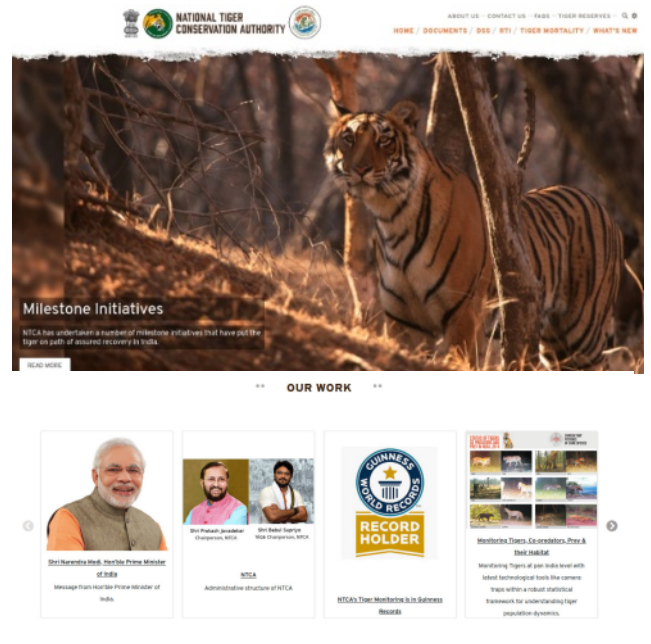 NATIONAL TIGER
CONSERVATION AUTHORITY
ABOUT US - CONTACT US - FAQS - TIGER RESERVES -
HOME / DOCUMENTS / DSS / RTI / TIGER MORTALITY / WHAT'S NEW
Milestone Initiatives
NTCA has undertaken a number of milestone initiatives that have put the
tiger on path of assured recovery in India.
READ MORE
OUR WORK
Shri Narendra Modi, Hon'ble Prime Minister
of India
Message from Hon'ble Prime Minister of
India.
Shri Prakash Javadekar
Chairperson, NTCA
Shri Babul Supriyo
Vice Chairperson, NTCA
NTCA
Administrative structure of NTCA
GUINNESS
WORLD RECORDS
RECORD
HOLDER
NTCA's Tiger Monitoring is in Guinness
Records
Monitoring Tigers, Co-predators, Prey &
their Habitat
Monitoring Tigers at pan India level with
latest technological tools like camera
traps within a robust statistical
framework for understanding tiger
population dynamics.